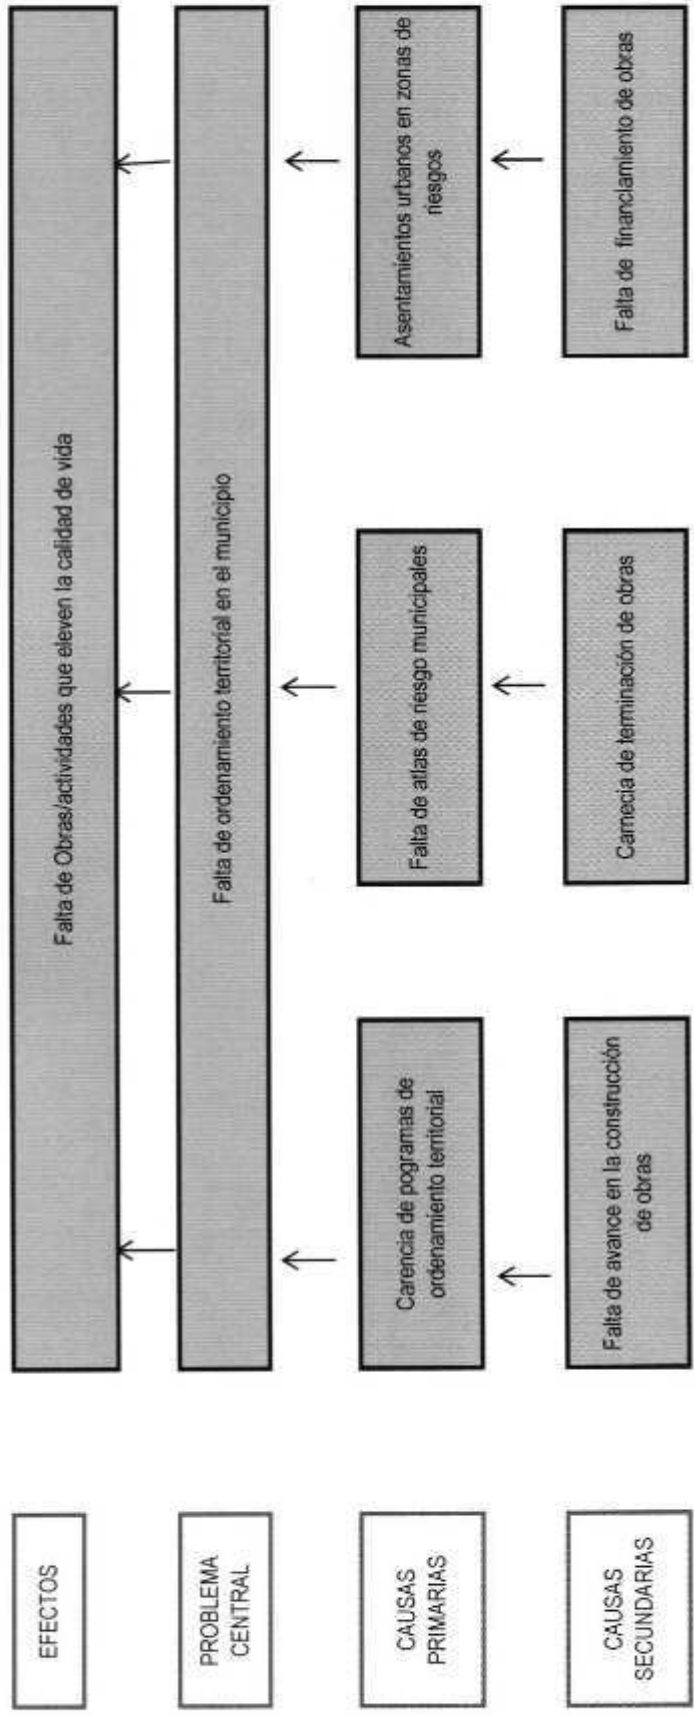 EFECTOS
Falta de Obras/actividades que eleven la calidad de vida
PROBLEMA
CENTRAL
Falta de ordenamiento territorial en el municipio
CAUSAS
PRIMARIAS
Carencia de pogramas de
ordenamiento territorial
Falta de atlas de riesgo municipales
Asentamientos urbanos en zonas de
riesgos
CAUSAS
SECUNDARIAS
Falta de avance en la construcción
de obras
Carnecia de terminación de obras
Falta de financiamiento de obras